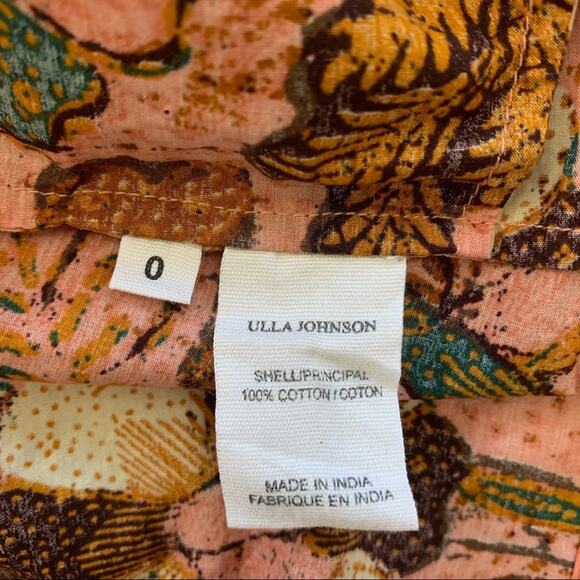 0
ULLA JOHNSON
SHELL/PRINCIPAL
100% COTTON / COTON
MADE IN INDIA
FABRIQUE EN INDIA